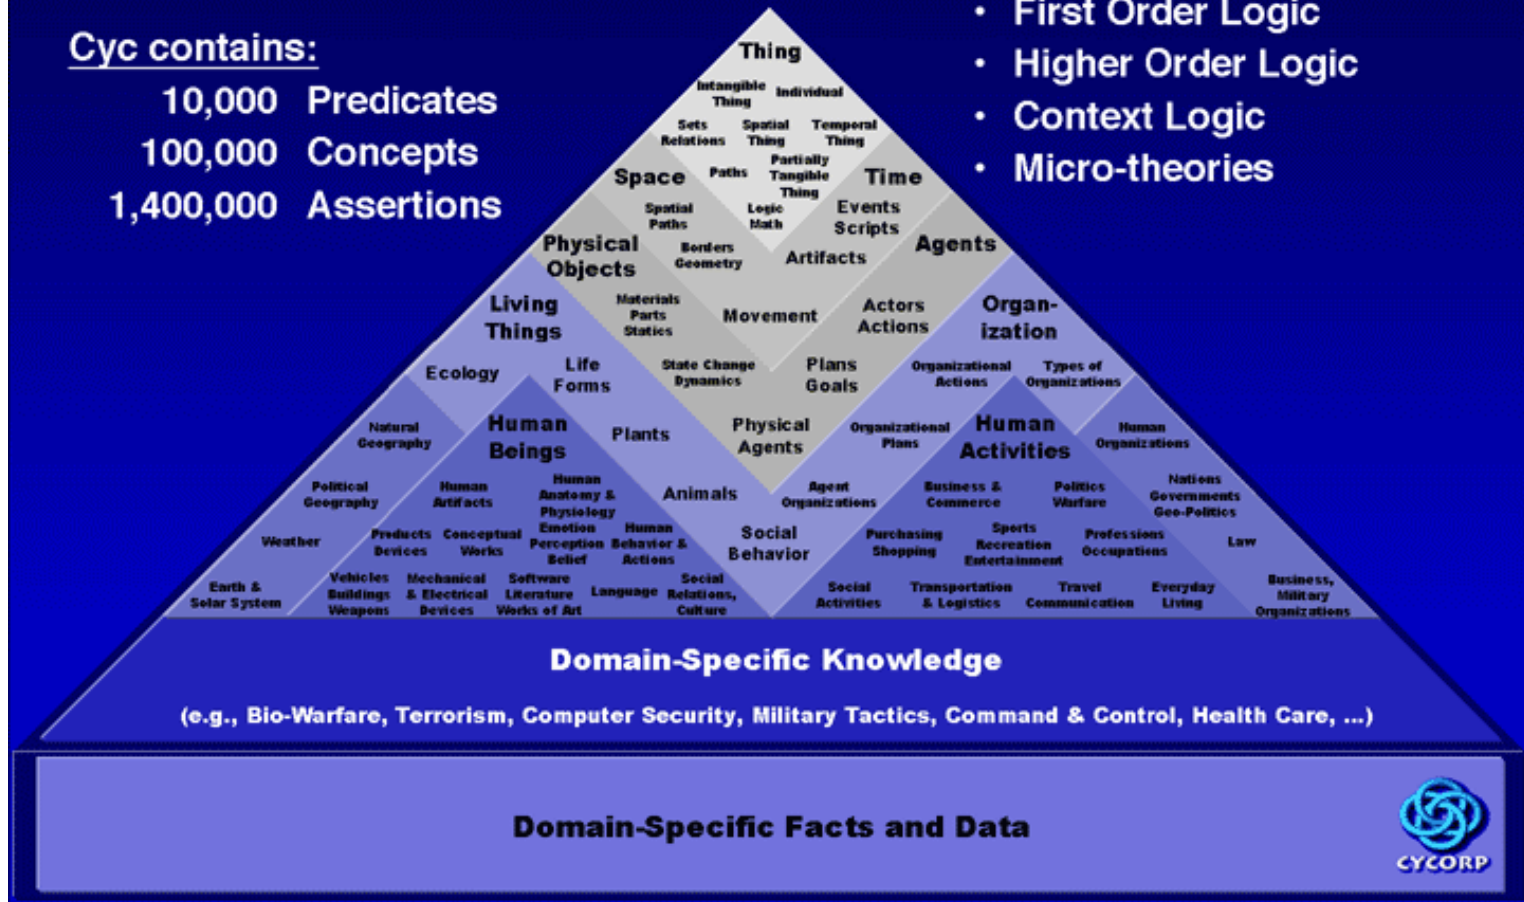 Cyc contains:
10,000 Predicates
100,000 Concepts
1,400,000 Assertions
• First Order Logic
• Higher Order Logic
• Context Logic
• Micro-theories
Thing
Intangible
Thing
Individual
Sets
Relations
Spatial
Thing
Temporal
Thing
Paths
Partially
Tangible
Thing
Logic
Math
Space
Spatial
Paths
Borders
Geometry
Time
Events
Scripts
Artifacts
Movement
Physical
Objects
Materials
Parts
Statics
State Change
Dynamics
Agents
Actors
Actions
Plans
Goals
Physical
Agents
Living
Things
Ecology
Life
Forms
Plants
Animals
Social
Behavior
Organ-
ization
Organizational
Actions
Types of
Organizations
Organizational
Plans
Agent
Organizations
Natural
Geography
Political
Geography
Weather
Earth &
Solar System
Human
Beings
Human
Artifacts
Human
Anatomy &
Physiology
Products
Devices
Conceptual
Works
Emotion
Perception
Belief
Human
Behavior &
Actions
Vehicles
Buildings
Weapons
Mechanical
& Electrical
Devices
Software
Literature
Works of Art
Language
Social
Relations,
Culture
Human
Activities
Business &
Commerce
Politics
Warfare
Purchasing
Shopping
Sports
Recreation
Entertainment
Professions
Occupations
Social
Activities
Transportation
& Logistics
Travel
Communication
Everyday
Living
Human
Organizations
Nations
Governments
Geo-Politics
Law
Business,
Military
Organizations
Domain-Specific Knowledge
(e.g., Bio-Warfare, Terrorism, Computer Security, Military Tactics, Command & Control, Health Care, ...)
Domain-Specific Facts and Data
CYCORP